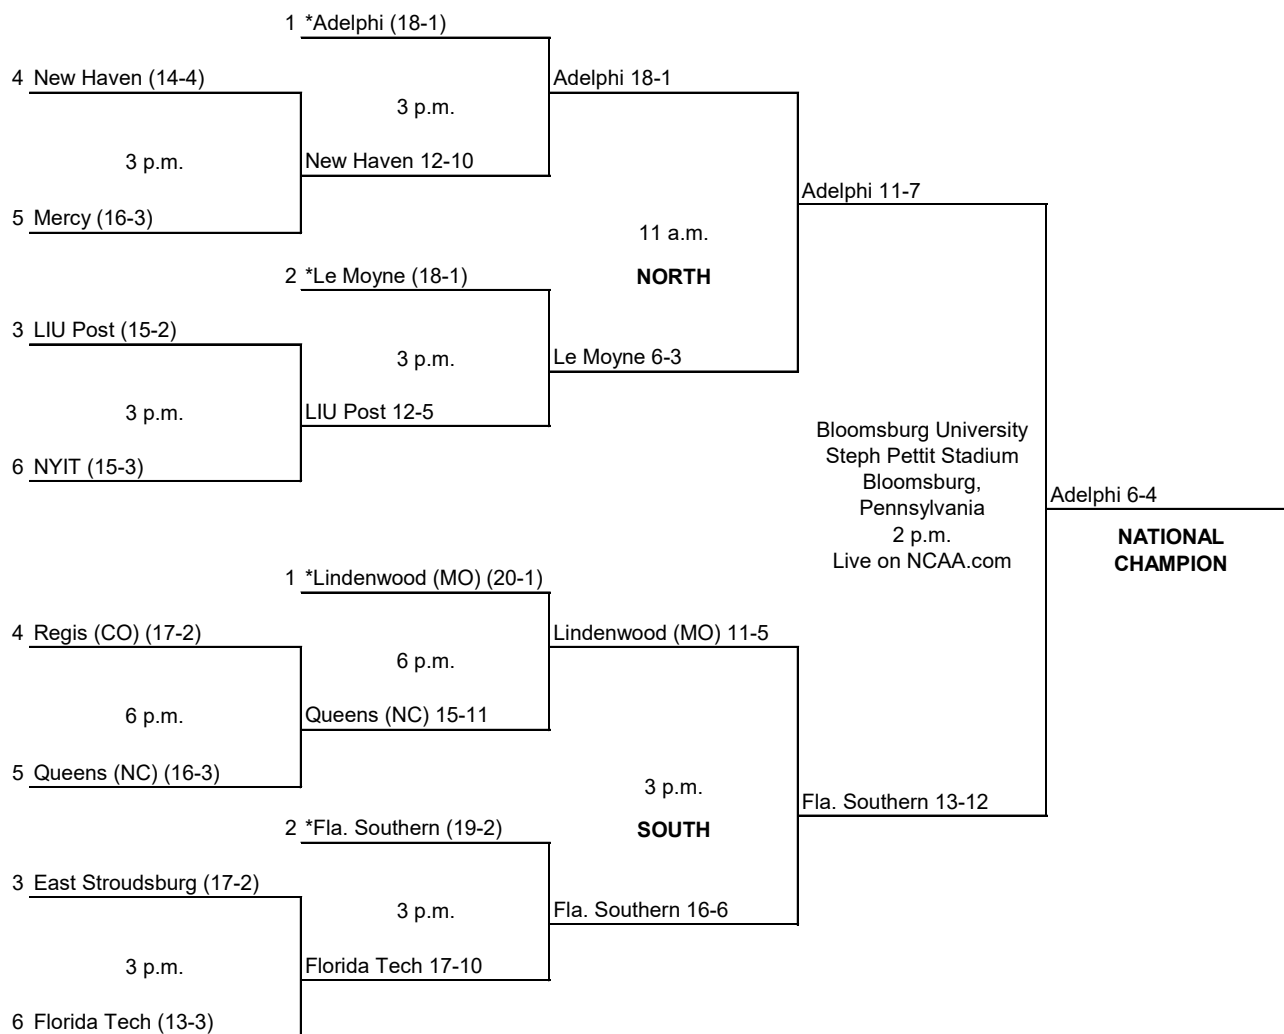 1 *Adelphi (18-1)
4 New Haven (14-4)
Adelphi 18-1
3 p.m.
3 p.m.
New Haven 12-10
Adelphi 11-7
5 Mercy (16-3)
11 a.m.
2 *Le Moyne (18-1)
NORTH
3 LIU Post (15-2)
3 p.m.
Le Moyne 6-3
3 p.m.
LIU Post 12-5
Bloomsburg University
Steph Pettit Stadium
Bloomsburg,
Pennsylvania
2 p.m.
Live on NCAA.com
6 NYIT (15-3)
Adelphi 6-4
NATIONAL
CHAMPION
1 *Lindenwood (MO) (20-1)
4 Regis (CO) (17-2)
Lindenwood (MO) 11-5
6 p.m.
6 p.m.
Queens (NC) 15-11
5 Queens (NC) (16-3)
3 p.m.
Fla. Southern 13-12
2 *Fla. Southern (19-2)
SOUTH
3 East Stroudsburg (17-2)
3 p.m.
Fla. Southern 16-6
3 p.m.
Florida Tech 17-10
6 Florida Tech (13-3)